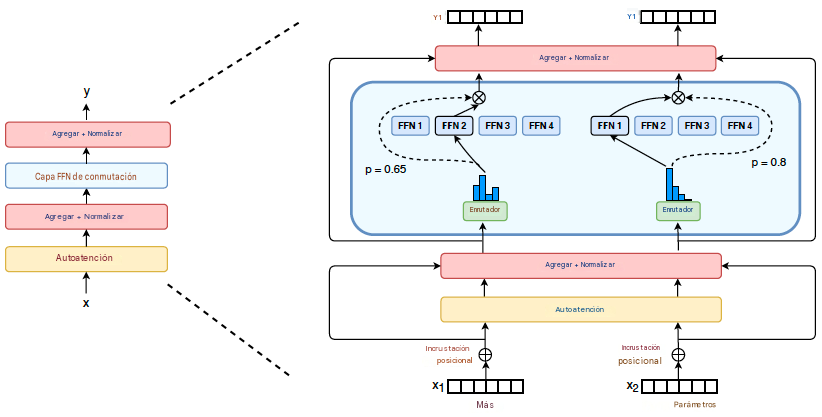 y
Agregar + Normalizar
Capa FFN de conmutación
Agregar + Normalizar
Autoatención
x
Y1
Y1
Agregar + Normalizar
FFN 1
FFN 2
FFN 3
FFN 4
FFN 1
FFN 2
FFN 3
FFN 4
p = 0.65
p = 0.8
Enrutador
Enrutador
Agregar + Normalizar
Autoatención
Incrustación
posicional
Incrustación
posicional
x1
x2
Más
Parámetros